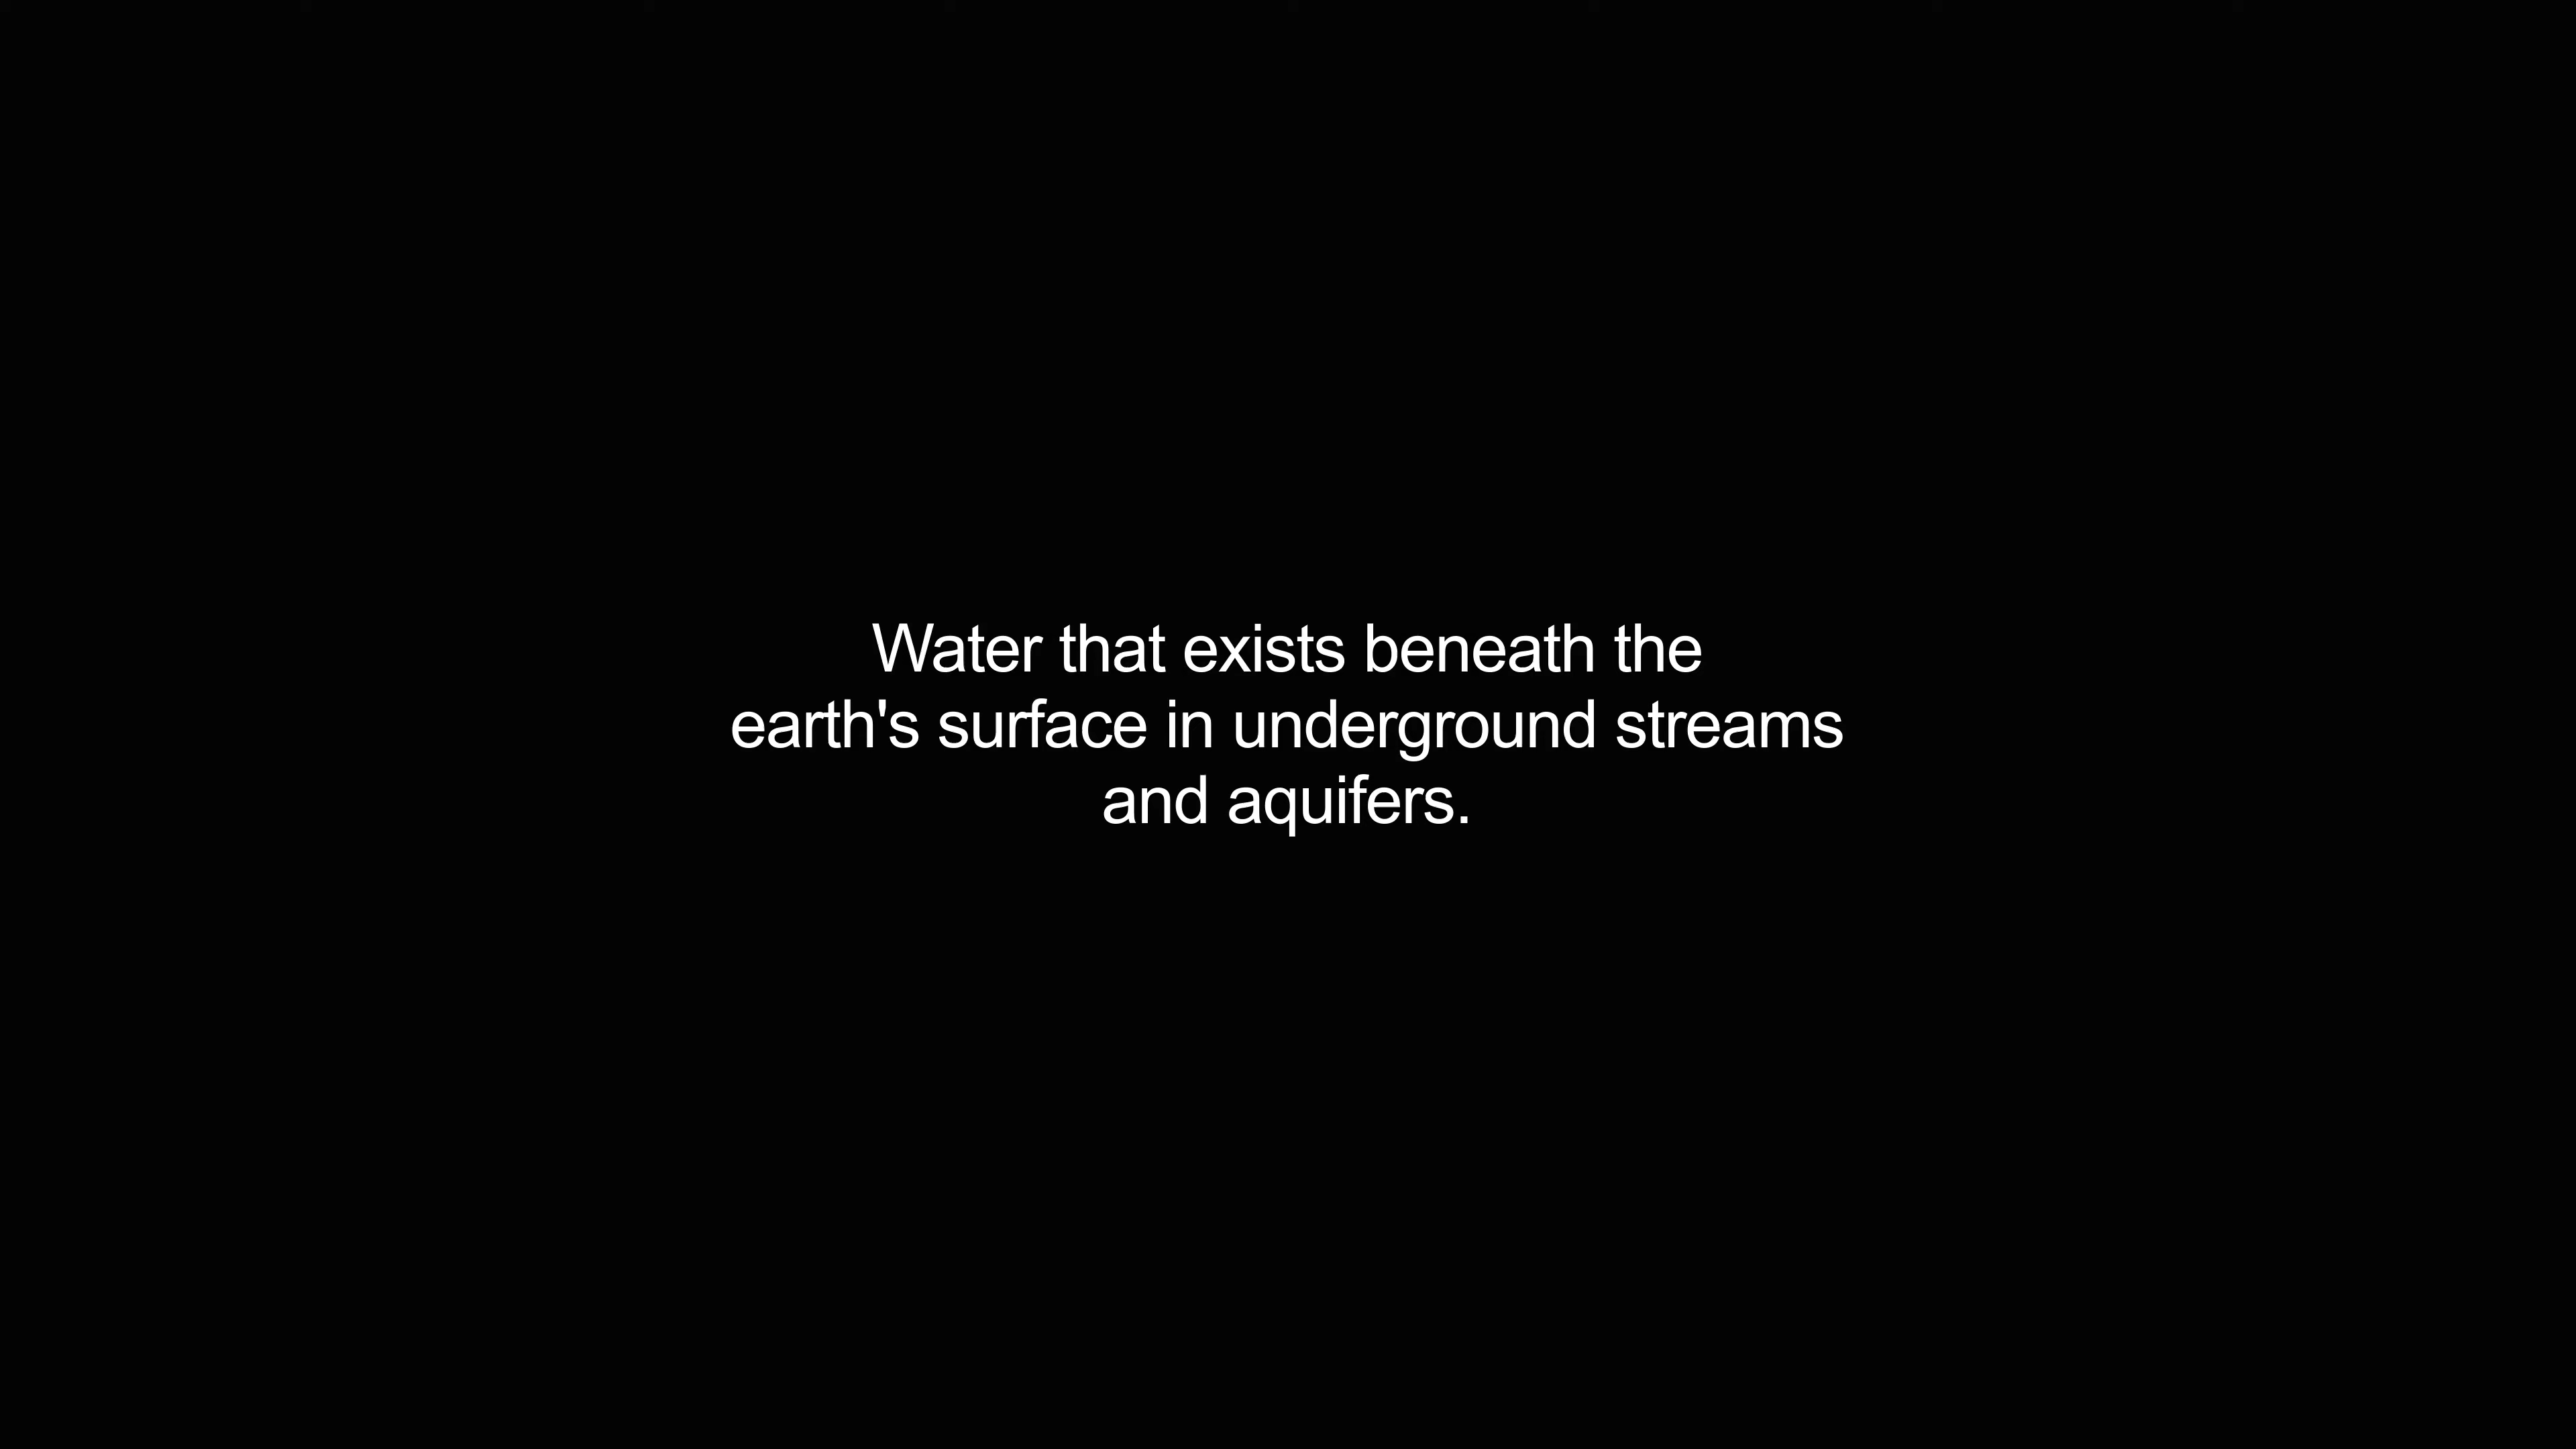 Water that exists beneath the
earth's surface in underground streams
and aquifers.